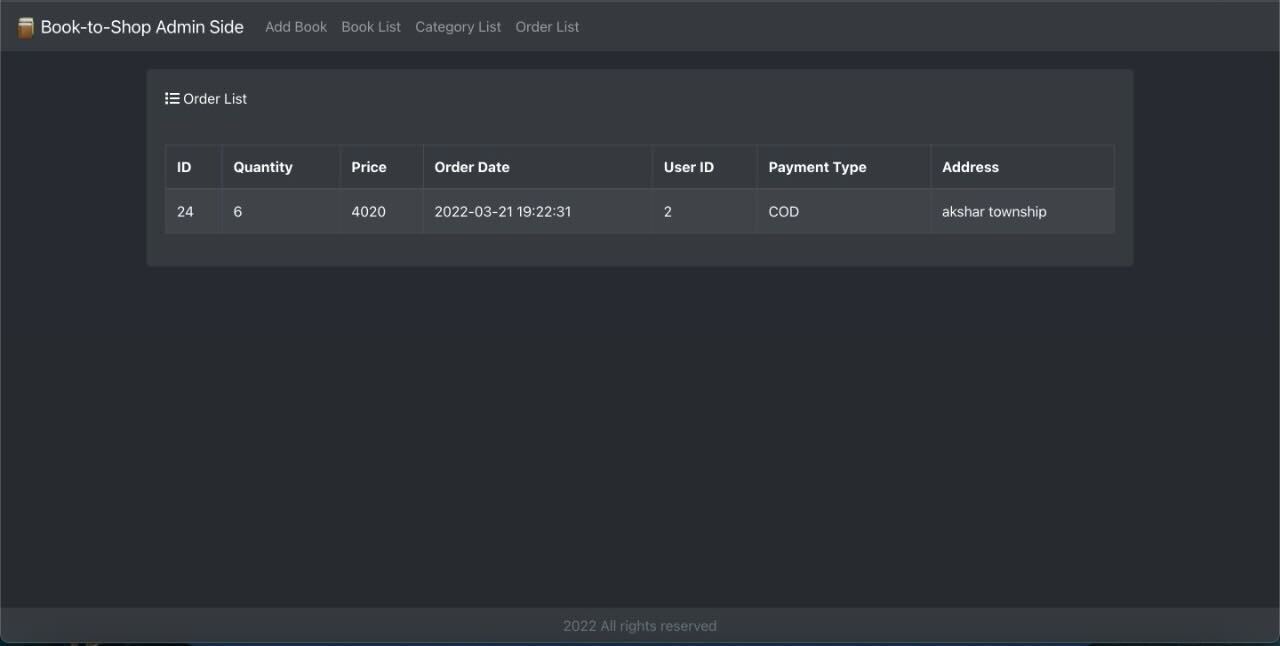 Book-to-Shop Admin Side Add Book Book List Category List Order List
Order List
ID Quantity Price Order Date User ID Payment Type Address
24 6 4020 2022-03-21 19:22:31 2 COD akshar township
2022 All rights reserved